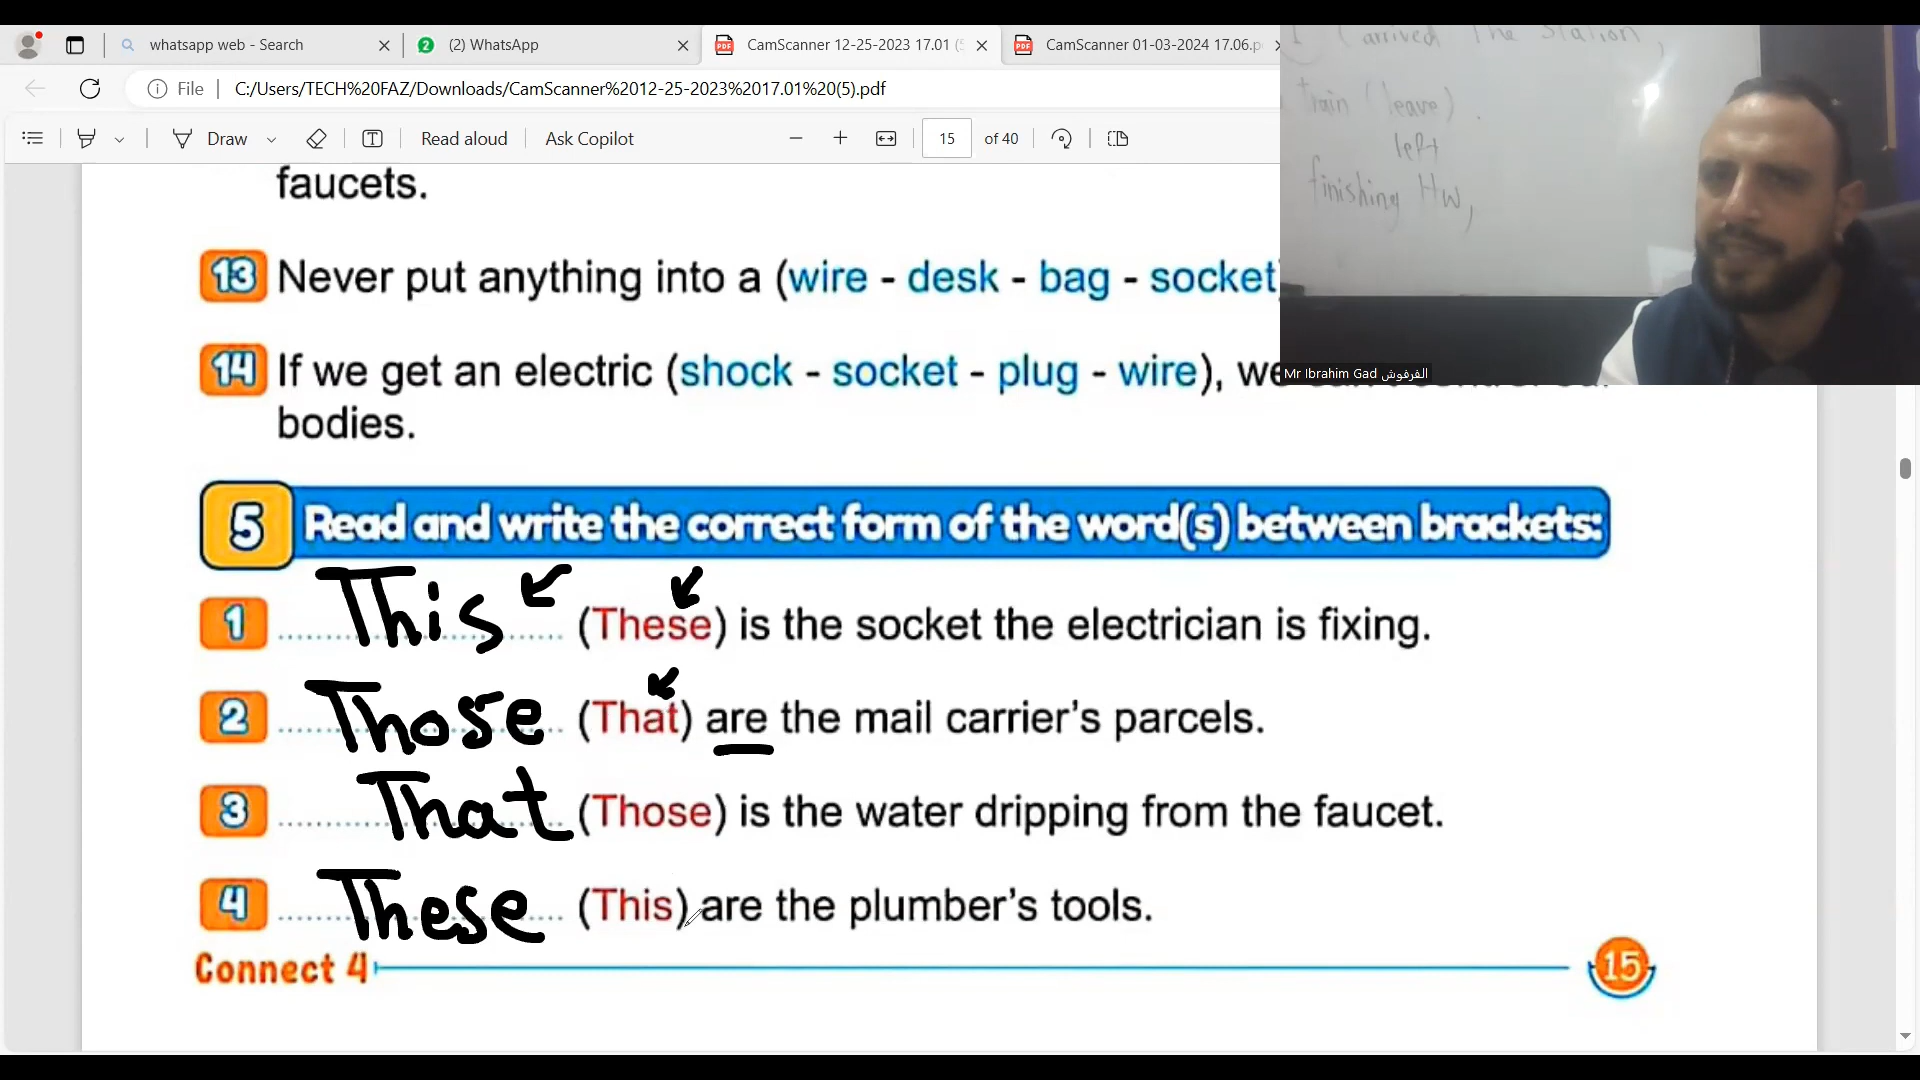 whatsapp web - Search
2 (2) WhatsApp
CamScanner 12-25-2023 17.01 (5
CamScanner 01-03-2024 17.06.p
File C:/Users/TECH%20FAZ/Downloads/CamScanner%2012-25-2023%2017.01%20(5).pdf
Draw Read aloud Ask Copilot 15 of 40
(arrived The Station,
train (leave).
left
finishing HW,
Mr Ibrahim Gad الفرفوش
faucets.
13 Never put anything into a (wire - desk - bag - socket)
14 If we get an electric (shock - socket - plug - wire), we
bodies.
5 Read and write the correct form of the word(s) between brackets:
1 This (These) is the socket the electrician is fixing.
2 Those (That) are the mail carrier's parcels.
3 That (Those) is the water dripping from the faucet.
4 These (This) are the plumber's tools.
Connect 4 15